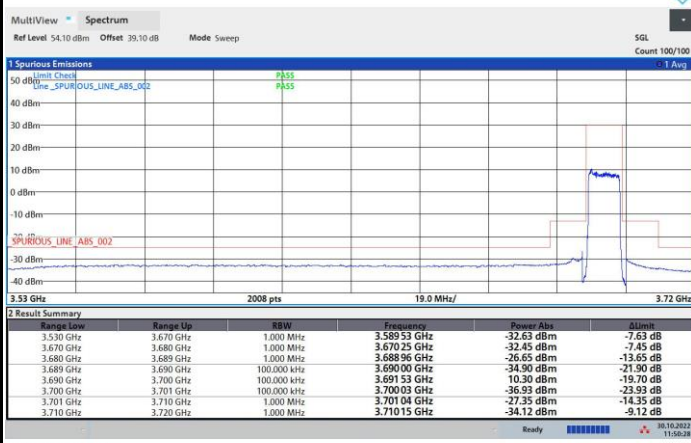 MultiView Spectrum
Ref Level 54.10 dBm Offset 39.10 dB Mode Sweep SGL
Count 100/100
1 Spurious Emissions 1 Avg
Limit Check PASS
50 dBm
Line _SPURIOUS_LINE_ABS_002 PASS
40 dBm
30 dBm
20 dBm
10 dBm
0 dBm
-10 dBm
-20 dBm
SPURIOUS_LINE_ABS_002
-30 dBm
-40 dBm
3.53 GHz 2008 pts 19.0 MHz/ 3.72 GHz
2 Result Summary
Range Low Range Up RBW Frequency Power Abs ΔLimit
3.530 GHz 3.670 GHz 1.000 MHz 3.589 53 GHz -32.63 dBm -7.63 dB
3.670 GHz 3.680 GHz 1.000 MHz 3.670 25 GHz -32.45 dBm -7.45 dB
3.680 GHz 3.689 GHz 1.000 MHz 3.688 96 GHz -26.65 dBm -13.65 dB
3.689 GHz 3.690 GHz 100.000 kHz 3.690 00 GHz -34.90 dBm -21.90 dB
3.690 GHz 3.700 GHz 100.000 kHz 3.691 53 GHz 10.30 dBm -19.70 dB
3.700 GHz 3.701 GHz 100.000 kHz 3.700 03 GHz -36.93 dBm -23.93 dB
3.701 GHz 3.710 GHz 1.000 MHz 3.701 04 GHz -27.35 dBm -14.35 dB
3.710 GHz 3.720 GHz 1.000 MHz 3.710 15 GHz -34.12 dBm -9.12 dB
Ready 30.10.2022
11:50:28